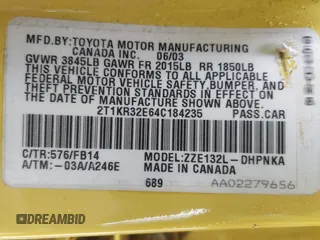 MFD.BY:TOYOTA MOTOR MANUFACTURING
CANADA INC. 06/03
GVWR 3845LB GAWR FR 2015LB RR 1850LB
THIS VEHICLE CONFORMS TO ALL APPLICABLE
FEDERAL MOTOR VEHICLE SAFETY,BUMPER,AND
THEFT PREVENTION STANDARDS IN EFFECT ON
THE DATE OF MANUFACTURE SHOWN ABOVE.
2T1KR32E64C184235 PASS.CAR
C/TR:576/FB14 MODEL:ZZE132L-DHPNKA
A/TM:-03A/A246E MADE IN CANADA
689 AA02279656
DREAMBID